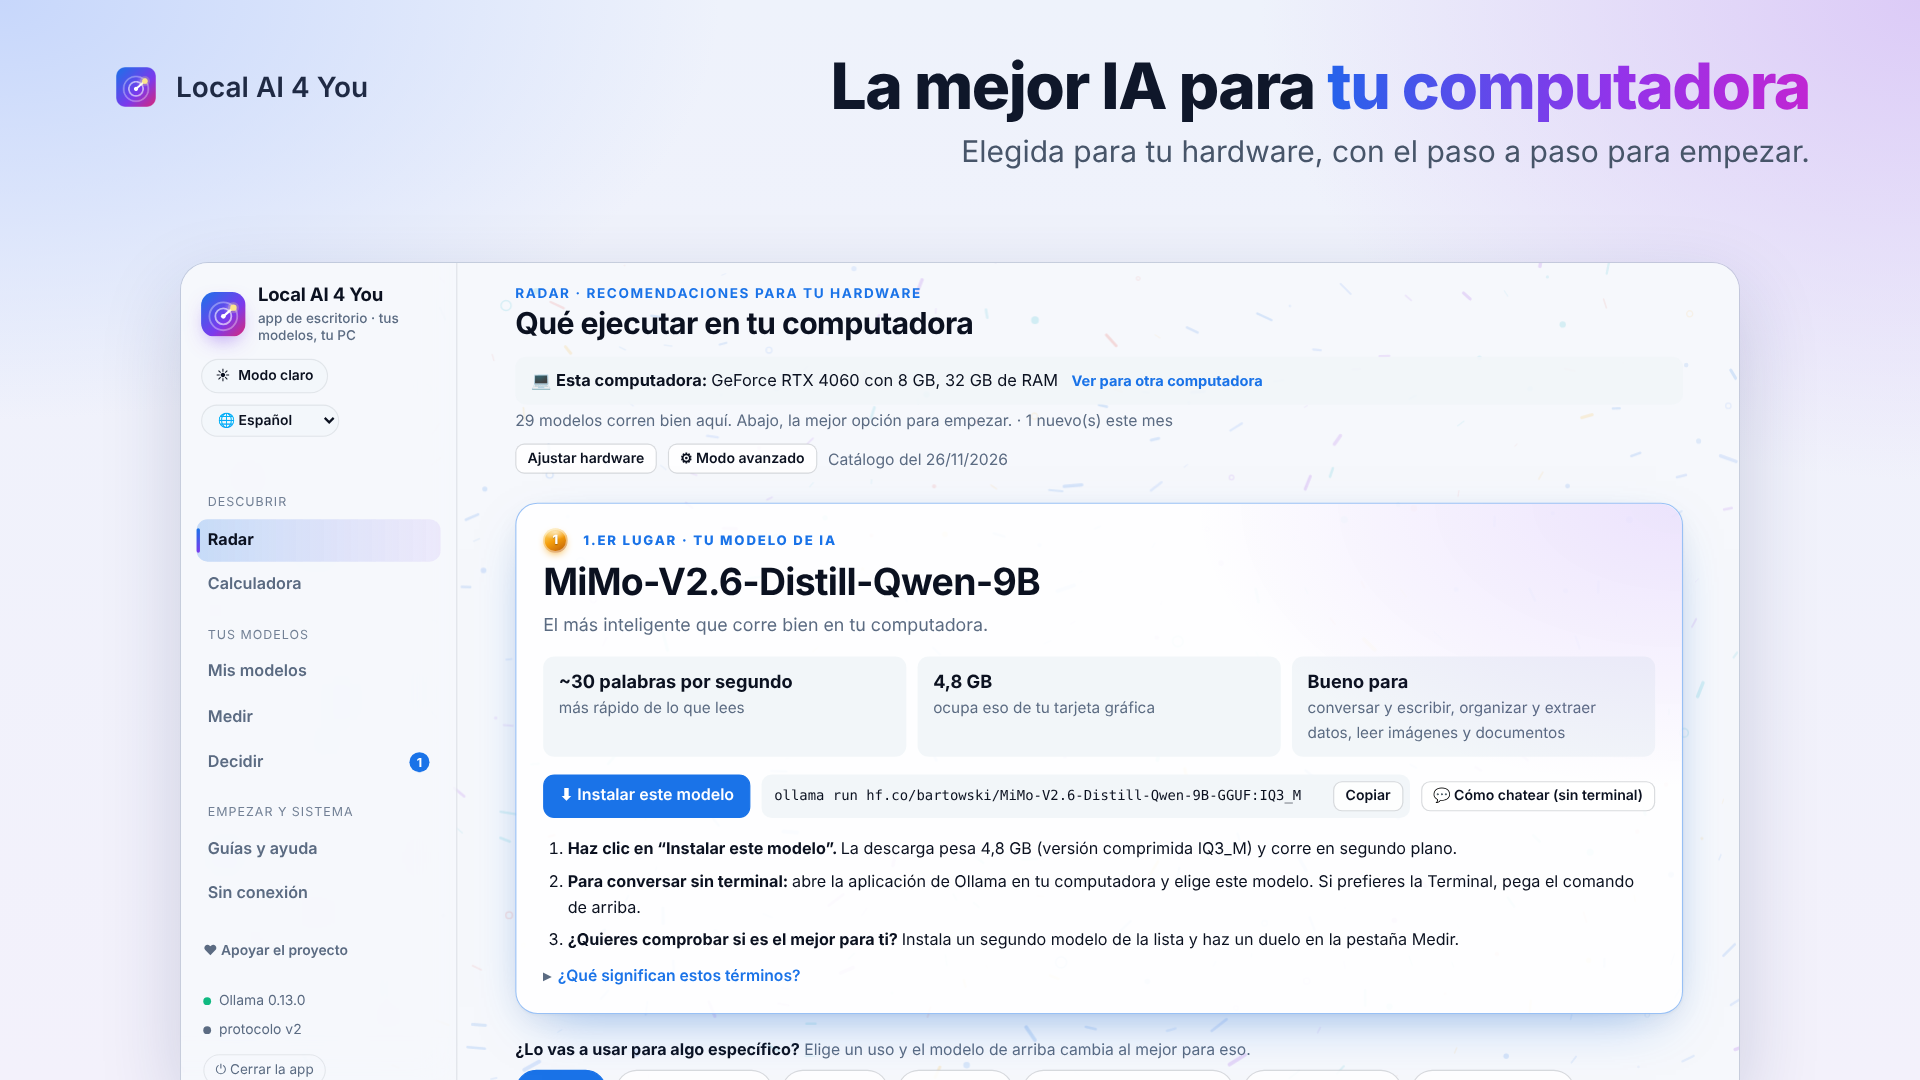 Local AI 4 You
La mejor IA para tu computadora
Elegida para tu hardware, con el paso a paso para empezar.
Local AI 4 You
app de escritorio · tus
modelos, tu PC
☀ Modo claro
🌐 Español
DESCUBRIR
Radar
Calculadora
TUS MODELOS
Mis modelos
Medir
Decidir 1
EMPEZAR Y SISTEMA
Guías y ayuda
Sin conexión
♥ Apoyar el proyecto
Ollama 0.13.0
protocolo v2
⏻ Cerrar la app
RADAR · RECOMENDACIONES PARA TU HARDWARE
Qué ejecutar en tu computadora
💻 Esta computadora: GeForce RTX 4060 con 8 GB, 32 GB de RAM Ver para otra computadora
29 modelos corren bien aquí. Abajo, la mejor opción para empezar. · 1 nuevo(s) este mes
Ajustar hardware ⚙ Modo avanzado Catálogo del 26/11/2026
1 1.ER LUGAR · TU MODELO DE IA
MiMo-V2.6-Distill-Qwen-9B
El más inteligente que corre bien en tu computadora.
~30 palabras por segundo
más rápido de lo que lees
4,8 GB
ocupa eso de tu tarjeta gráfica
Bueno para
conversar y escribir, organizar y extraer
datos, leer imágenes y documentos
⬇ Instalar este modelo ollama run hf.co/bartowski/MiMo-V2.6-Distill-Qwen-9B-GGUF:IQ3_M Copiar 💬 Cómo chatear (sin terminal)
1. Haz clic en “Instalar este modelo”. La descarga pesa 4,8 GB (versión comprimida IQ3_M) y corre en segundo plano.
2. Para conversar sin terminal: abre la aplicación de Ollama en tu computadora y elige este modelo. Si prefieres la Terminal, pega el comando
de arriba.
3. ¿Quieres comprobar si es el mejor para ti? Instala un segundo modelo de la lista y haz un duelo en la pestaña Medir.
▸ ¿Qué significan estos términos?
¿Lo vas a usar para algo específico? Elige un uso y el modelo de arriba cambia al mejor para eso.